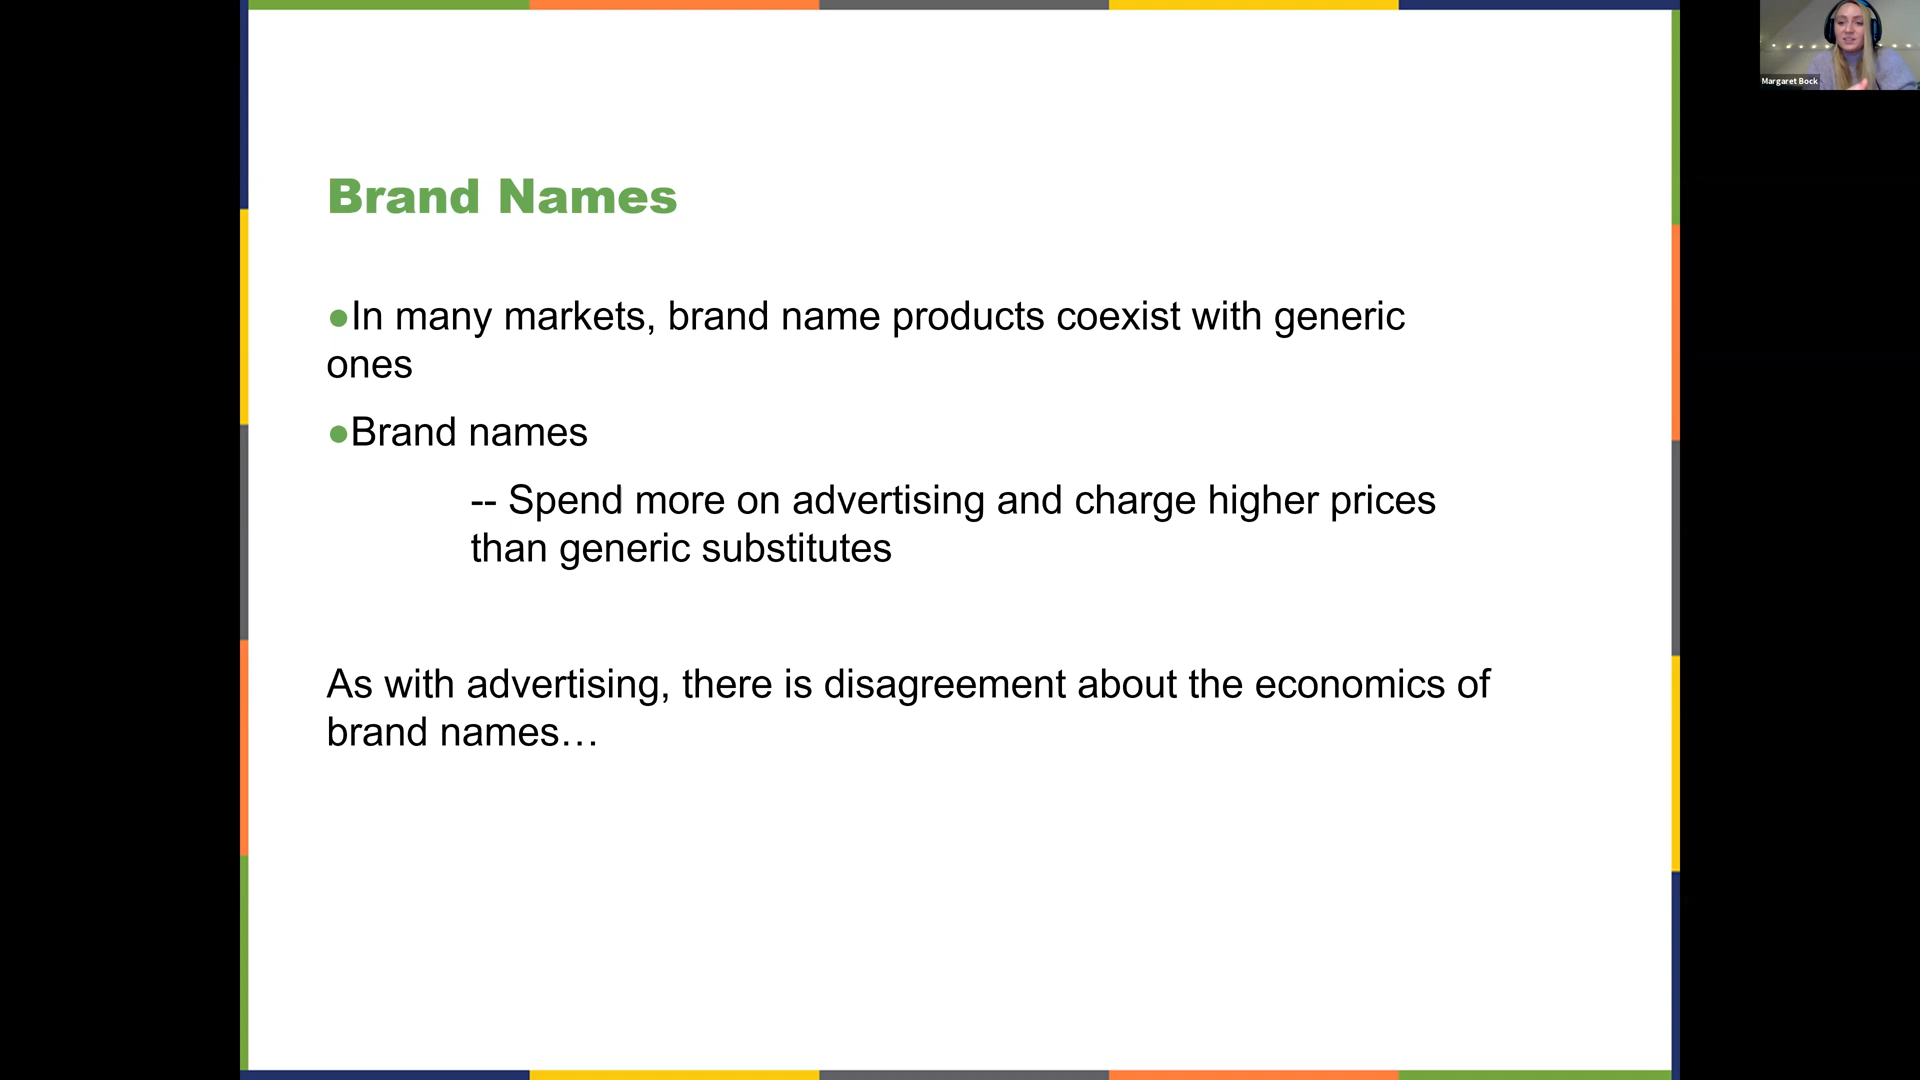 Margaret Bock
Brand Names
●In many markets, brand name products coexist with generic
ones
●Brand names
-- Spend more on advertising and charge higher prices
than generic substitutes
As with advertising, there is disagreement about the economics of
brand names…